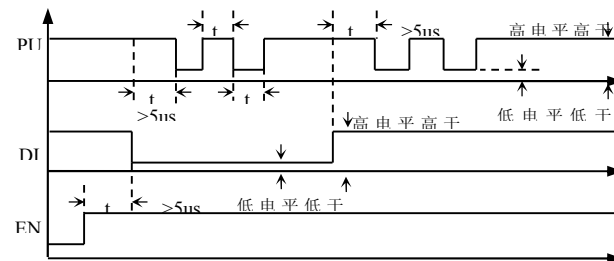 t t >5us 高电平高于
PU
t t
>5us 低电平低于
高电平高于
DI
t >5us 低电平低于
EN